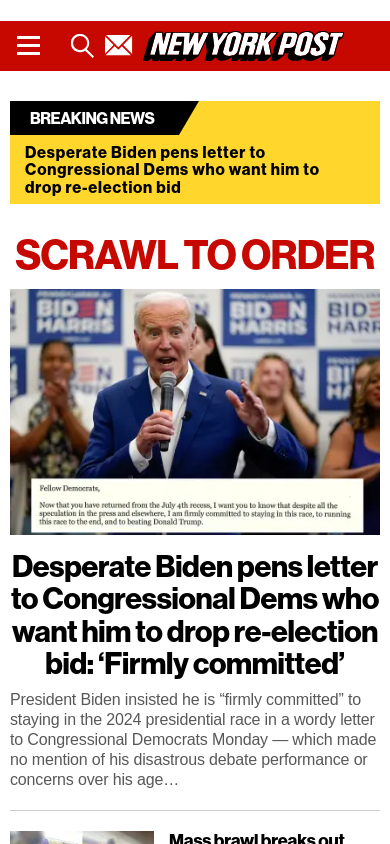 NEW YORK POST
BREAKING NEWS
Desperate Biden pens letter to
Congressional Dems who want him to
drop re-election bid
SCRAWL TO ORDER
BIDEN
HARRIS
BIDEN
HARRIS
BIDEN
HARRIS
Fellow Democrats,
Now that you have returned from the July 4th recess, I want you to know that despite all the
speculation in the press and elsewhere, I am firmly committed to staying in this race, to running
this race to the end, and to beating Donald Trump.
Desperate Biden pens letter
to Congressional Dems who
want him to drop re-election
bid: ‘Firmly committed’
President Biden insisted he is “firmly committed” to
staying in the 2024 presidential race in a wordy letter
to Congressional Democrats Monday — which made
no mention of his disastrous debate performance or
concerns over his age…
Mass brawl breaks out